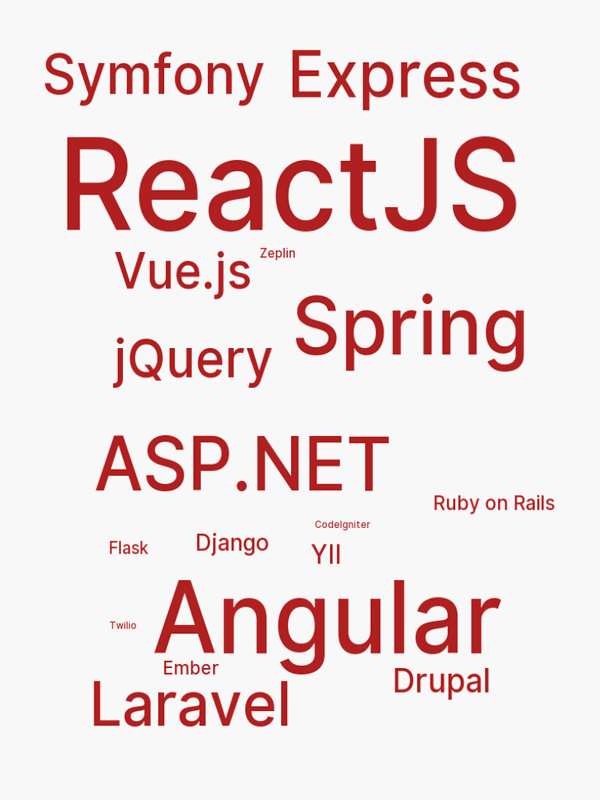 Symfony Express
ReactJS
Vue.js Zeplin
Spring
jQuery
ASP.NET
Ruby on Rails
CodeIgniter
Flask Django YII
Angular
Twilio
Ember
Drupal
Laravel